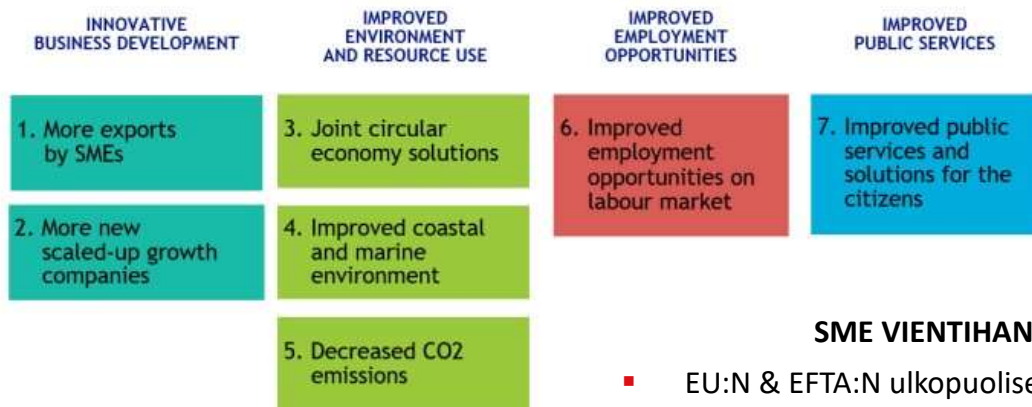 INNOVATIVE
BUSINESS DEVELOPMENT
1. More exports
by SMEs
2. More new
scaled-up growth
companies
IMPROVED
ENVIRONMENT
AND RESOURCE USE
3. Joint circular
economy solutions
4. Improved coastal
and marine
environment
5. Decreased CO2
emissions
IMPROVED
EMPLOYMENT
OPPORTUNITIES
6. Improved
employment
opportunities on
labour market
IMPROVED
PUBLIC SERVICES
7. Improved public
services and
solutions for the
citizens
SME VIENTIHAN
▪ EU:N & EFTA:N ulkopuolise